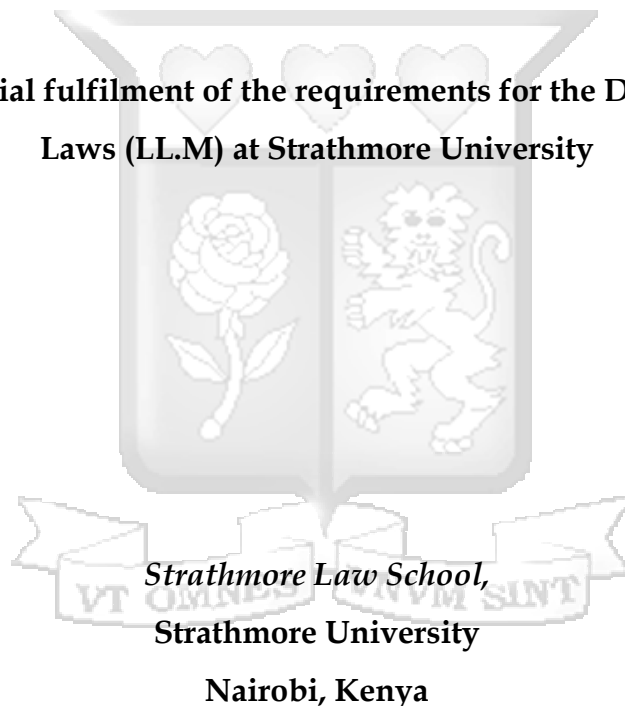 ial fulfilment of the requirements for the D
Laws (LL.M) at Strathmore University
Strathmore Law School,
VT OMNES VNVM SINT
Strathmore University
Nairobi, Kenya